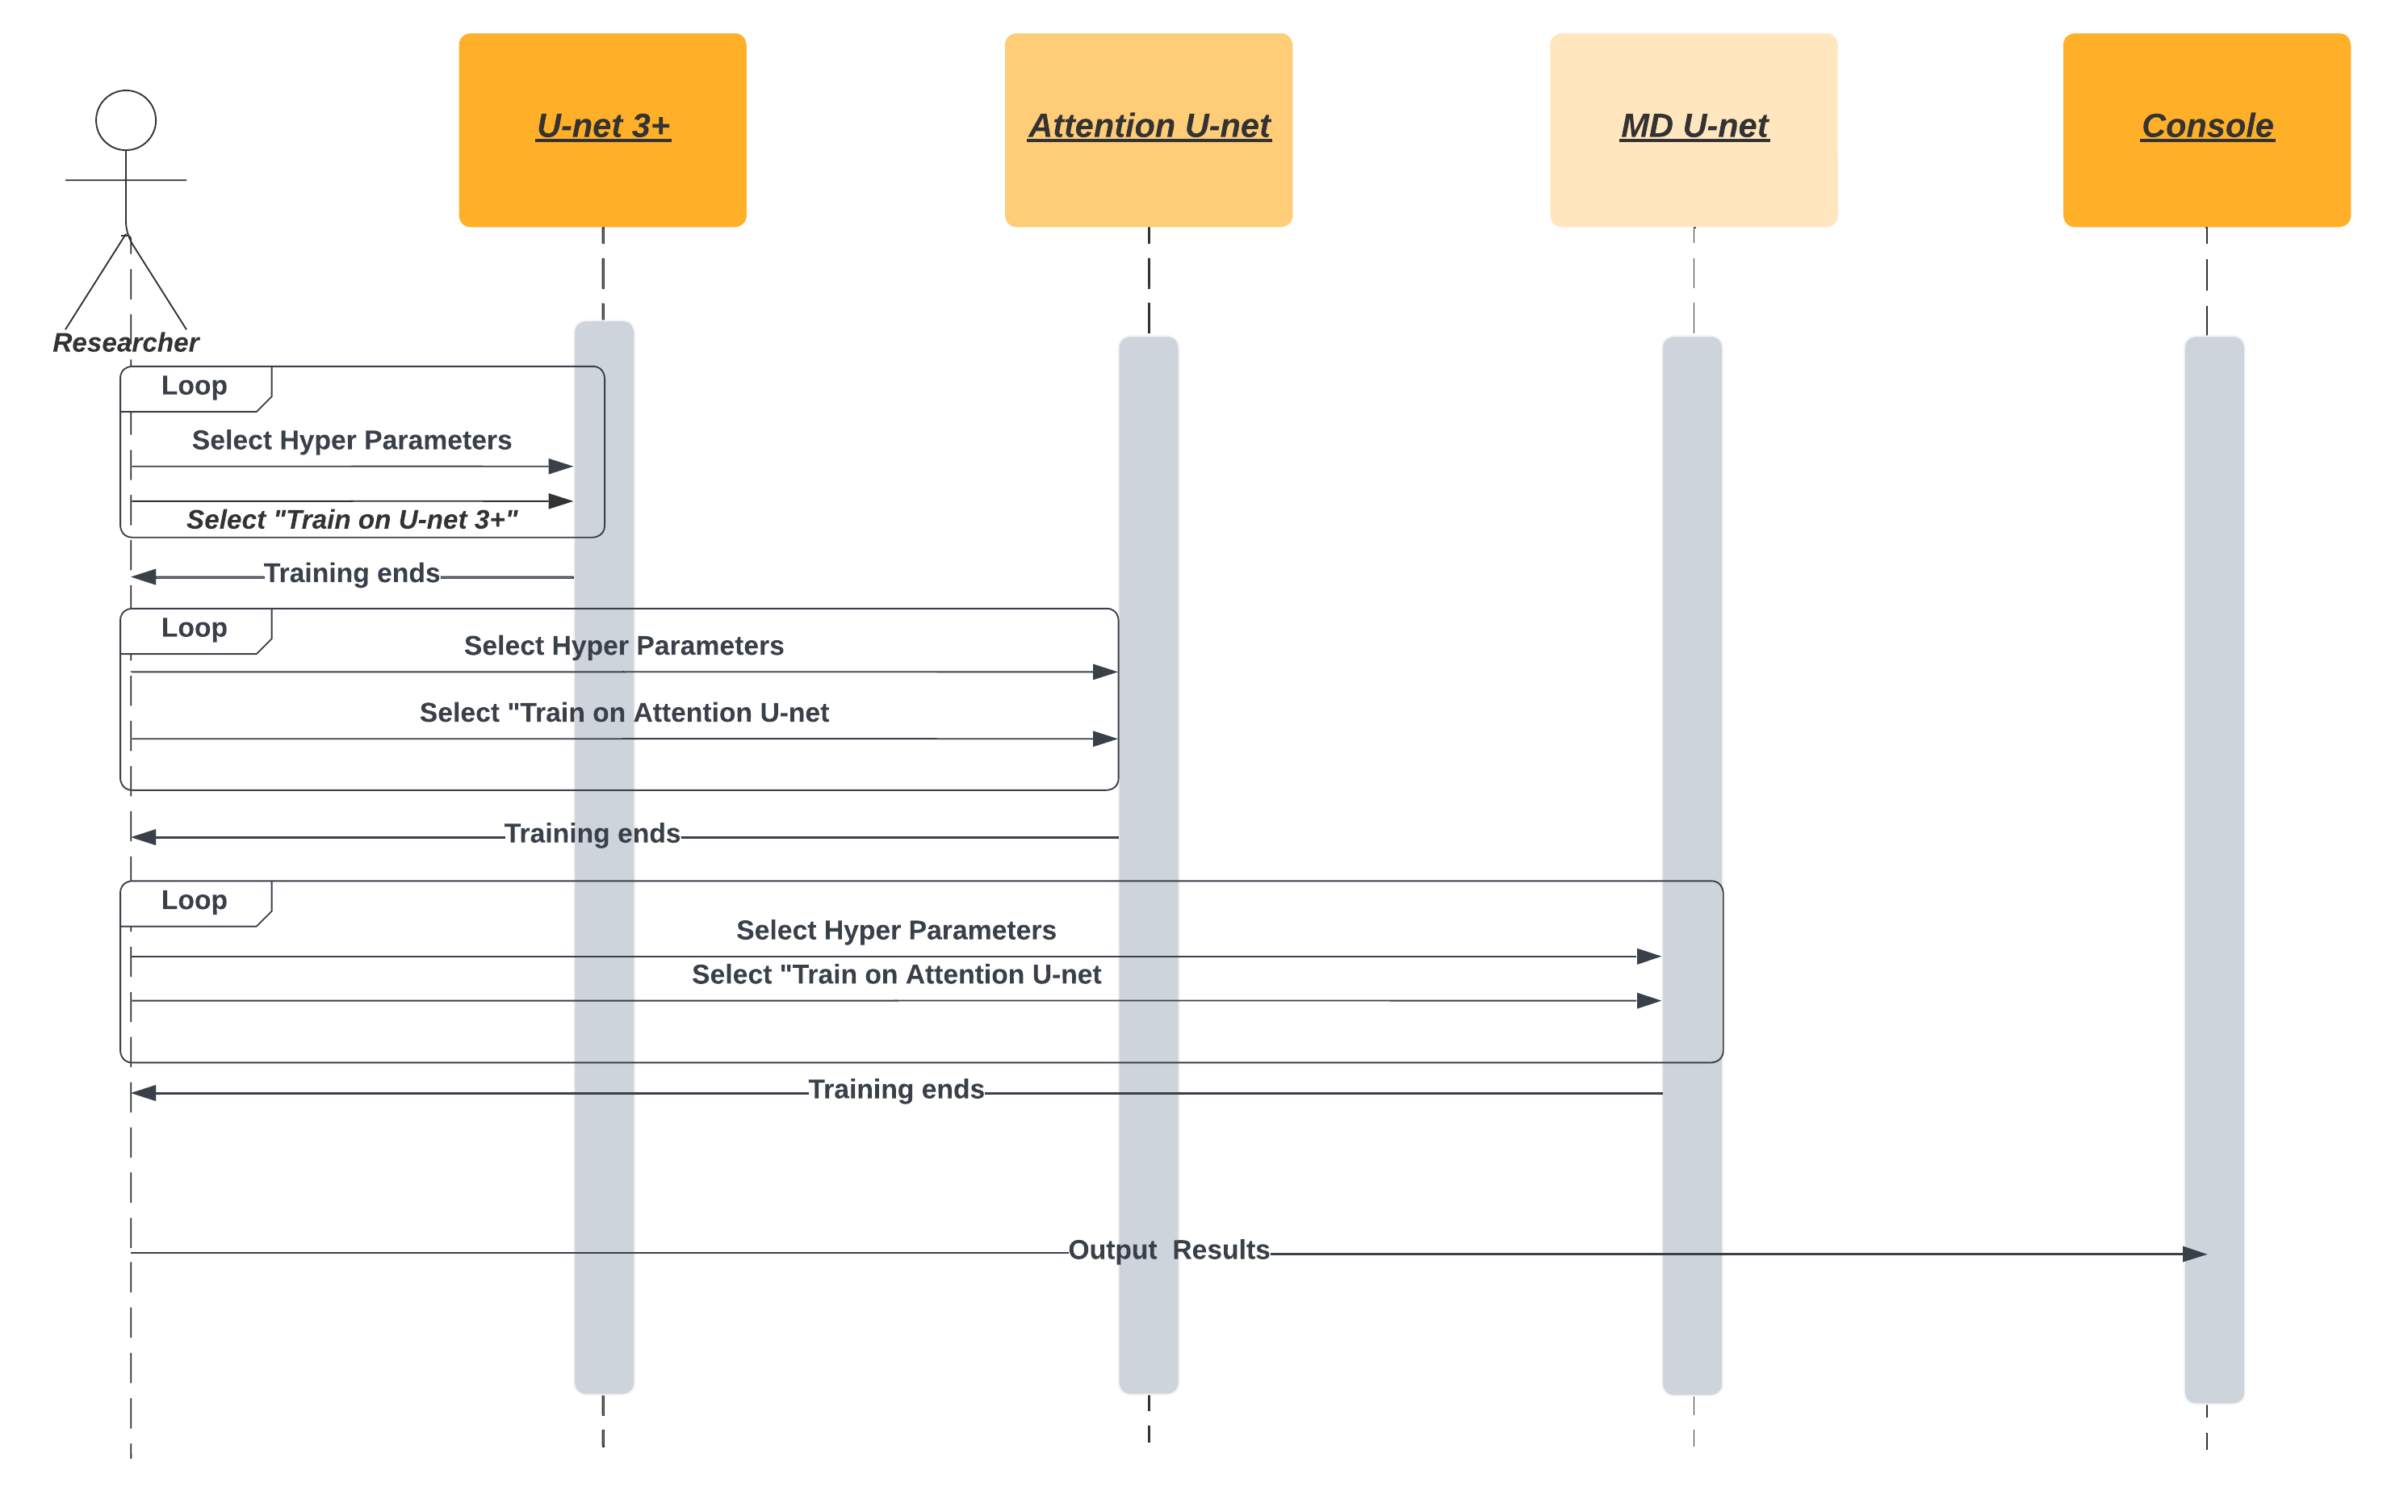 U-net 3+
Attention U-net
MD U-net
Console
Researcher
Loop
Select Hyper Parameters
Select "Train on U-net 3+"
Training ends
Loop
Select Hyper Parameters
Select "Train on Attention U-net
Training ends
Loop
Select Hyper Parameters
Select "Train on Attention U-net
Training ends
Output  Results